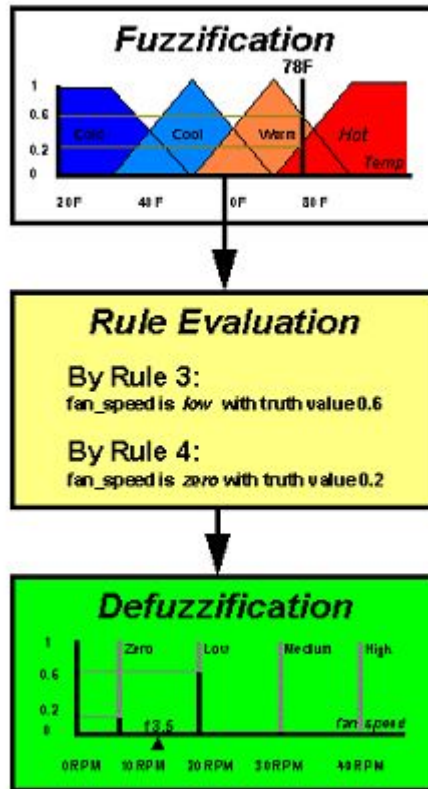 Fuzzification
78F
1
0.6
Cold
Cool
Warm
Hot
0.2
Temp
0
20F
40F
0F
80F
Rule Evaluation
By Rule 3:
fan_speed is low with truth value 0.6
By Rule 4:
fan_speed is zero with truth value 0.2
Defuzzification
1
Zero
Low
Medium
High
0.6
0.2
13.5
fan speed
0
0RPM
10RPM
20RPM
30RPM
40RPM